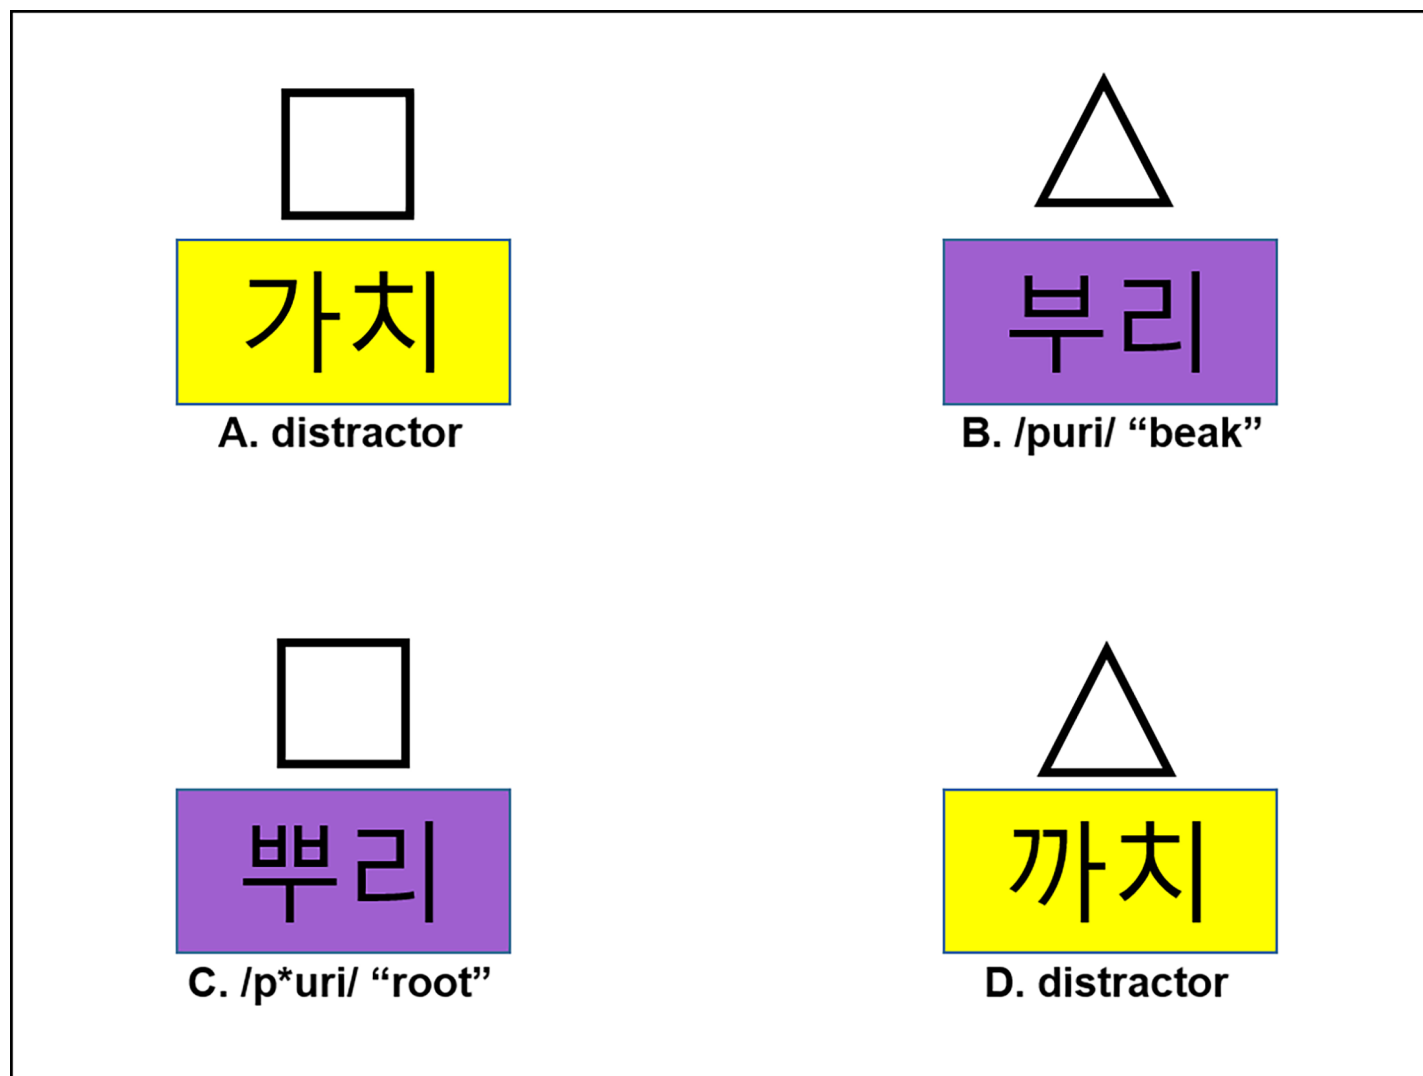 가치
A. distractor
부리
B. /puri/ “beak”
뿌리
C. /p*uri/ “root”
까치
D. distractor